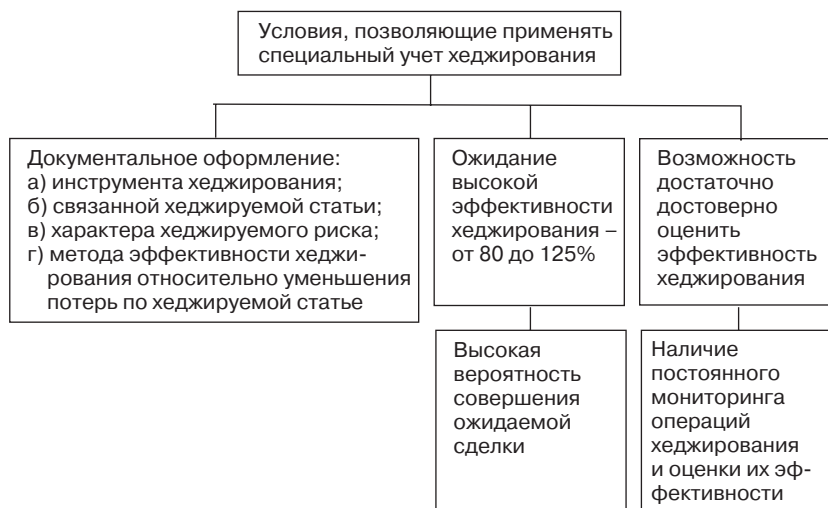 Условия, позволяющие применять
специальный учет хеджирования
Документальное оформление:
а) инструмента хеджирования;
б) связанной хеджируемой статьи;
в) характера хеджируемого риска;
г) метода эффективности хеджи-
рования относительно уменьшения
потерь по хеджируемой статье
Ожидание
высокой
эффективности
хеджирования –
от 80 до 125%
Возможность
достаточно
достоверно
оценить
эффективность
хеджирования
Высокая
вероятность
совершения
ожидаемой
сделки
Наличие
постоянного
мониторинга
операций
хеджирования
и оценки их эф-
фективности